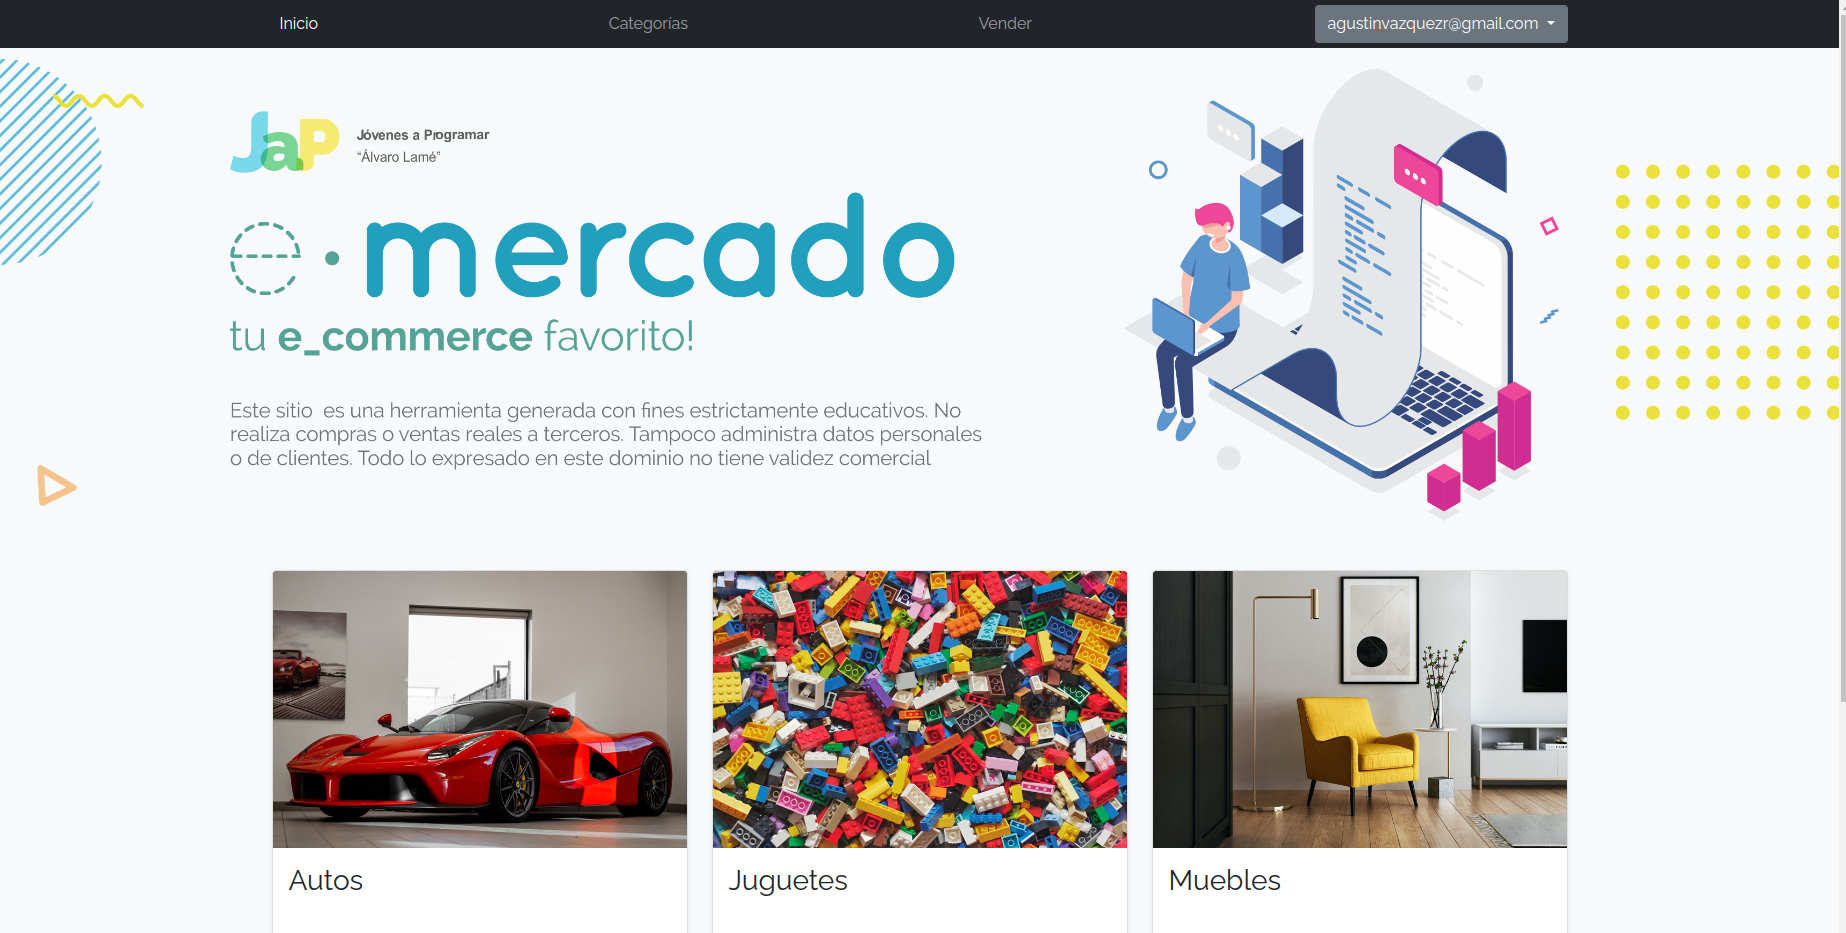 Inicio
Categorías
Vender
agustinvazquezr@gmail.com
JaP
Jóvenes a Programar
“Álvaro Lamé”
e · mercado
tu e_commerce favorito!
Este sitio es una herramienta generada con fines estrictamente educativos. No
realiza compras o ventas reales a terceros. Tampoco administra datos personales
o de clientes. Todo lo expresado en este dominio no tiene validez comercial
Autos
Juguetes
Muebles